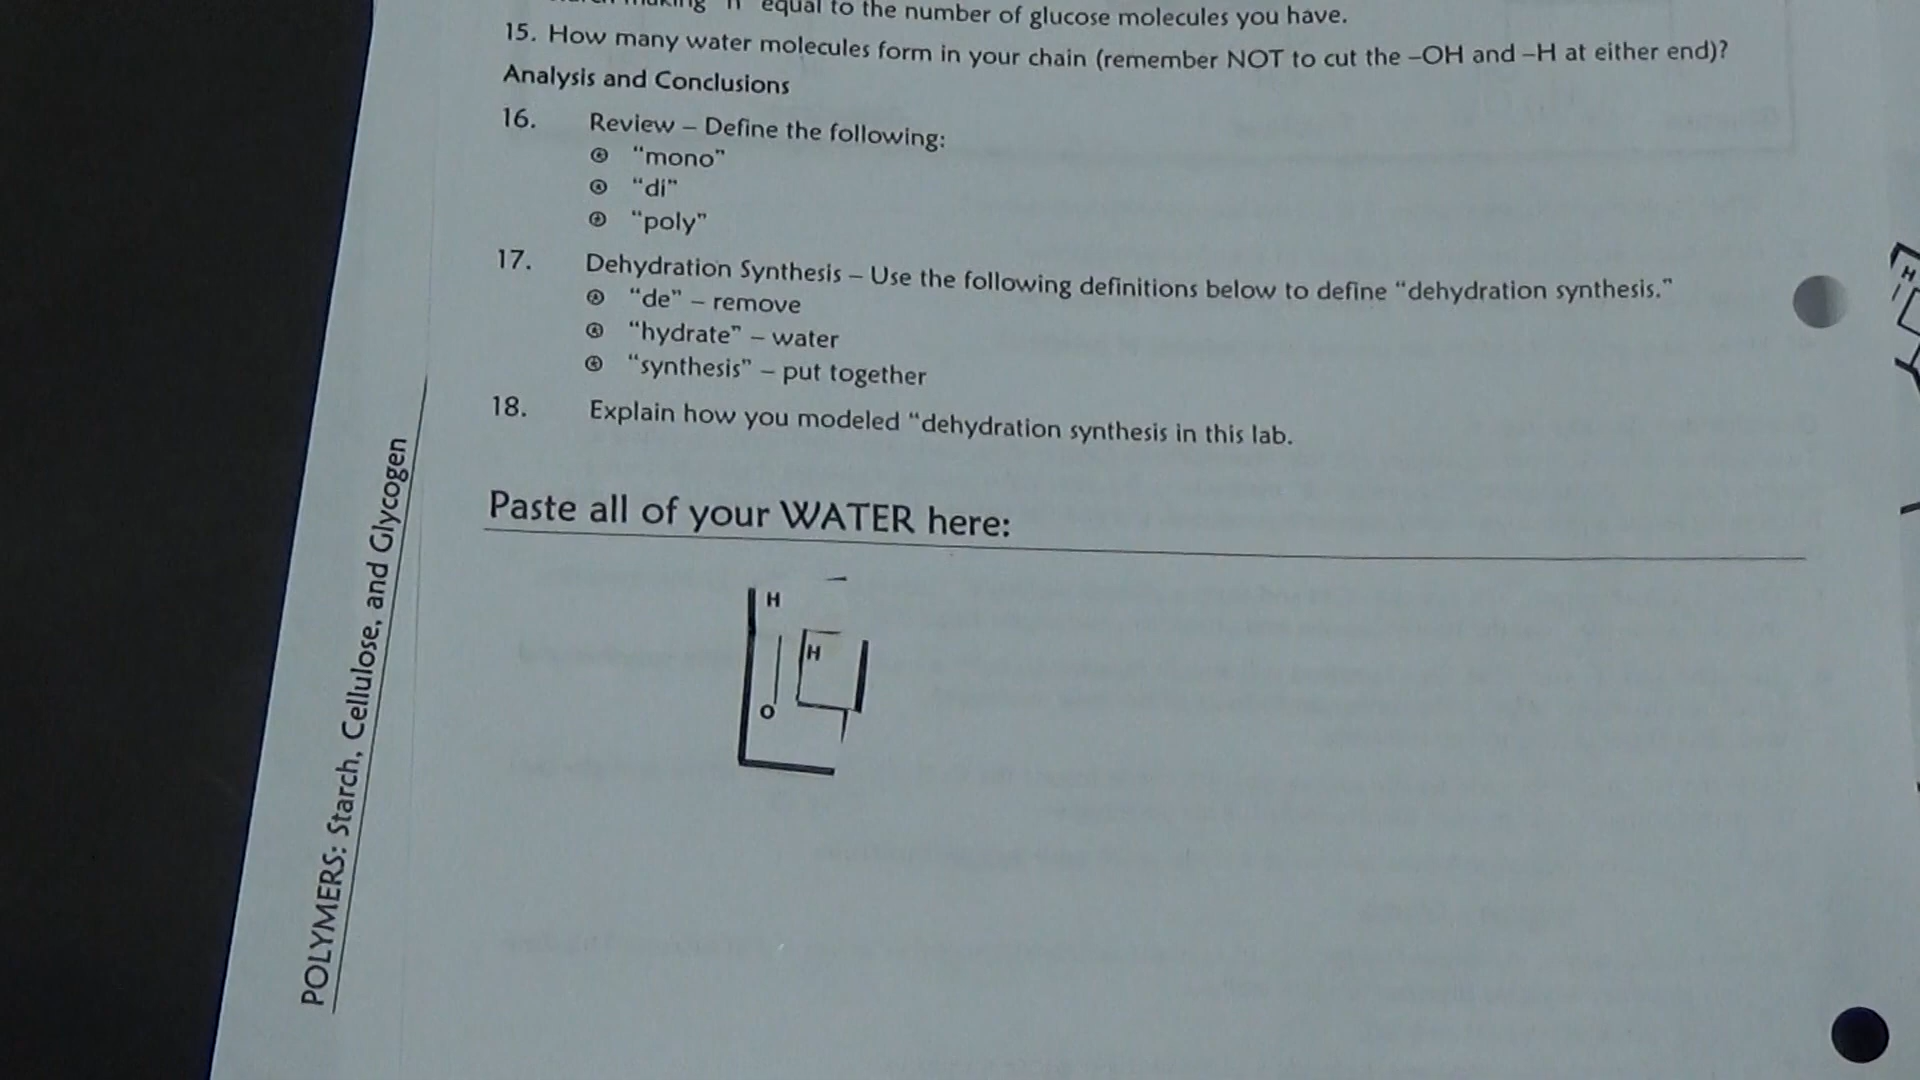 equal to the number of glucose molecules you have.
15. How many water molecules form in your chain (remember NOT to cut the –OH and –H at either end)?
Analysis and Conclusions
16. Review – Define the following:
"mono"
"di"
"poly"
17. Dehydration Synthesis – Use the following definitions below to define "dehydration synthesis."
"de" – remove
"hydrate" – water
"synthesis" – put together
18. Explain how you modeled "dehydration synthesis in this lab.
Paste all of your WATER here:
H
H
O
POLYMERS: Starch, Cellulose, and Glycogen
H